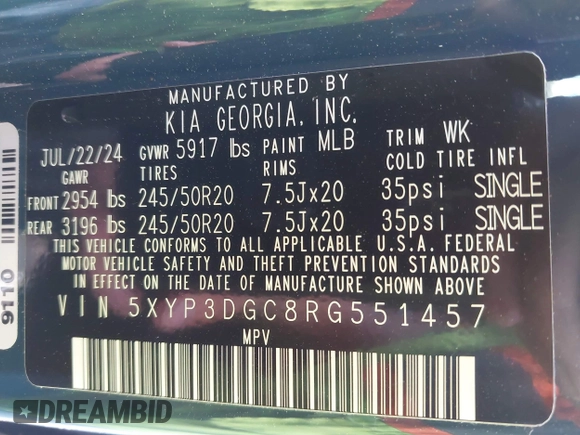 MANUFACTURED BY
KIA GEORGIA, INC.
JUL/22/24 GVWR 5917 lbs PAINT MLB TRIM WK
GAWR TIRES RIMS COLD TIRE INFL
FRONT 2954 lbs 245/50R20 7.5Jx20 35psi SINGLE
REAR 3196 lbs 245/50R20 7.5Jx20 35psi SINGLE
THIS VEHICLE CONFORMS TO ALL APPLICABLE U.S.A. FEDERAL
MOTOR VEHICLE SAFETY AND THEFT PREVENTION STANDARDS
IN EFFECT ON THE DATE OF MANUFACTURE SHOWN ABOVE
VIN 5XYP3DGC8RG551457
MPV
9110
DREAMBID